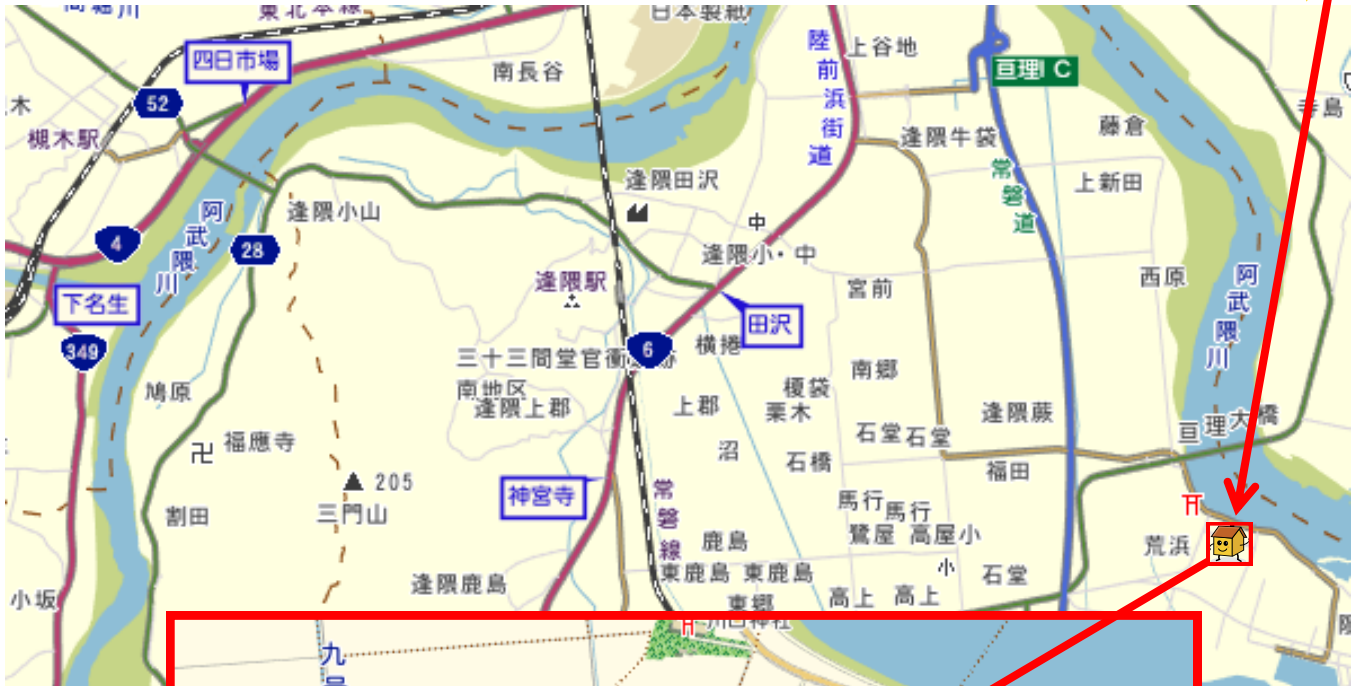 東北本線
日本製紙
四日市場
南長谷
陸前浜街道
上谷地
亘理IC
52
槻木駅
木
寺島
藤倉
逢隈牛袋
上新田
常磐道
逢隈田沢
逢隈小山
阿武隈川
4
28
中
逢隈小・中
西原
阿武隈川
下名生
逢隈駅
宮前
田沢
349
6
横捲
三十三間堂官衙跡
南地区
逢隈上郡
南郷
鳩原
上郡
榎袋
栗木
逢隈蕨
亘理大橋
石堂
石堂
福應寺
沼
石橋
福田
205
三門山
神宮寺
常磐線
割田
馬行
馬行
鷺屋
高屋小
鹿島
荒浜
東鹿島
東鹿島
小
石堂
逢隈鹿島
東郷
高上
高上
小坂
川口神社
九